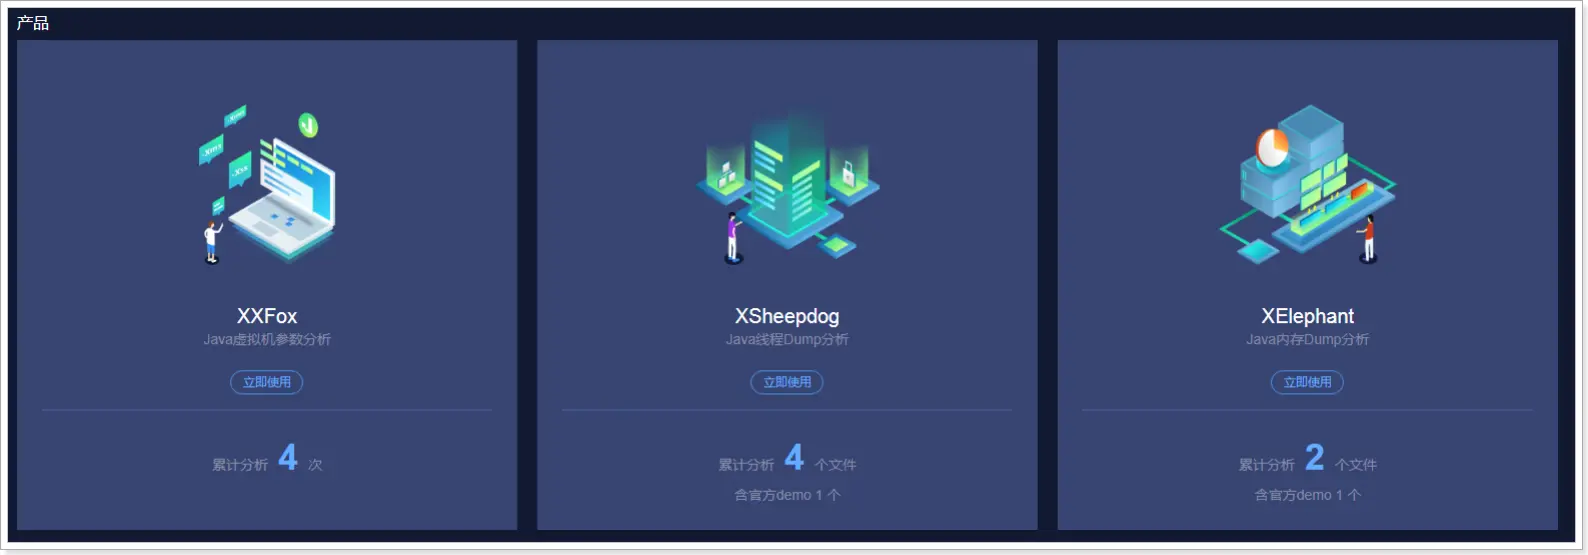 产品
-Xmn
-Xms
-Xss
XXFox
Java虚拟机参数分析
立即使用
累计分析 4 次
XSheepdog
Java线程Dump分析
立即使用
累计分析 4 个文件
含官方demo 1 个
XElephant
Java内存Dump分析
立即使用
累计分析 2 个文件
含官方demo 1 个